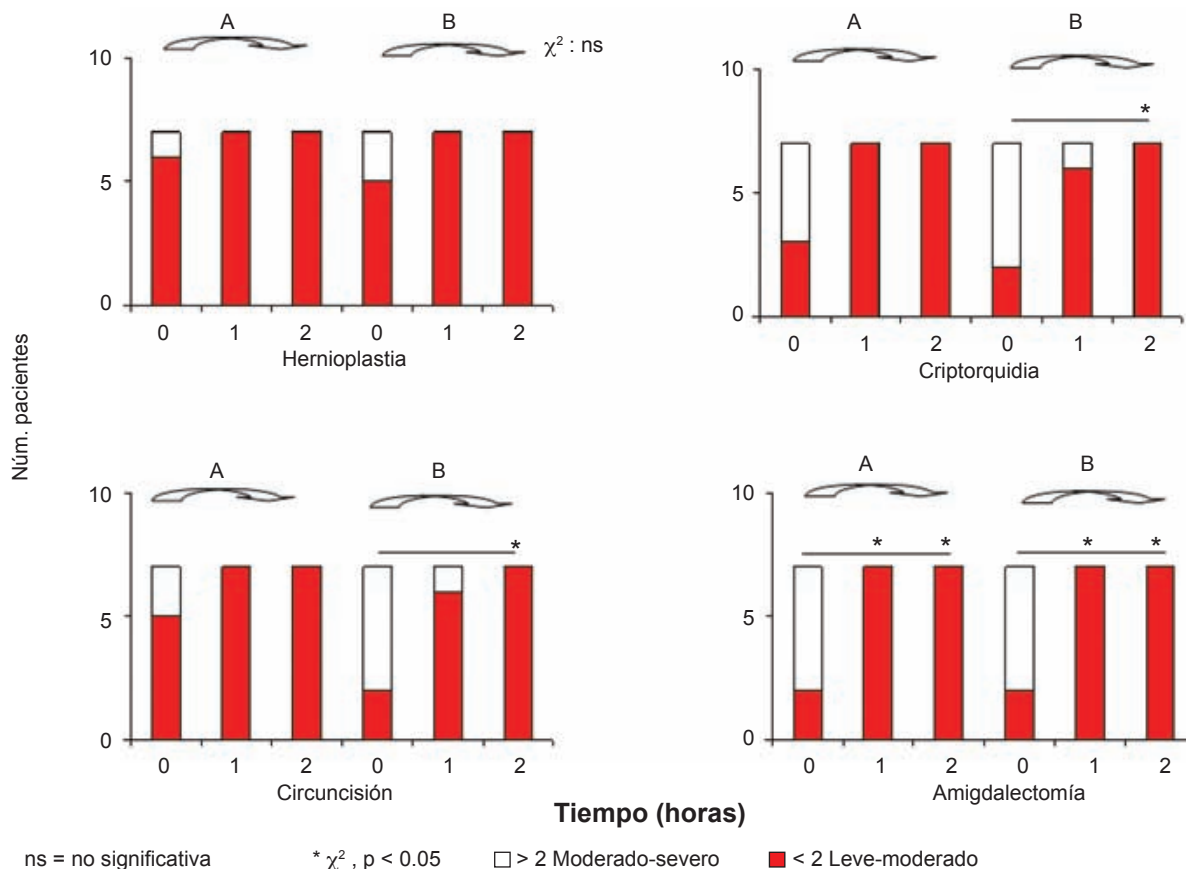 A B
χ² : ns
10
5
0
0 1 2 0 1 2
Hernioplastia
A B
10
*
5
0
0 1 2 0 1 2
Criptorquidia
Núm. pacientes
A B
10
*
5
0
0 1 2 0 1 2
Circuncisión
A B
10
* * * *
5
0
0 1 2 0 1 2
Amigdalectomía
Tiempo (horas)
ns = no significativa * χ² , p < 0.05 > 2 Moderado-severo < 2 Leve-moderado